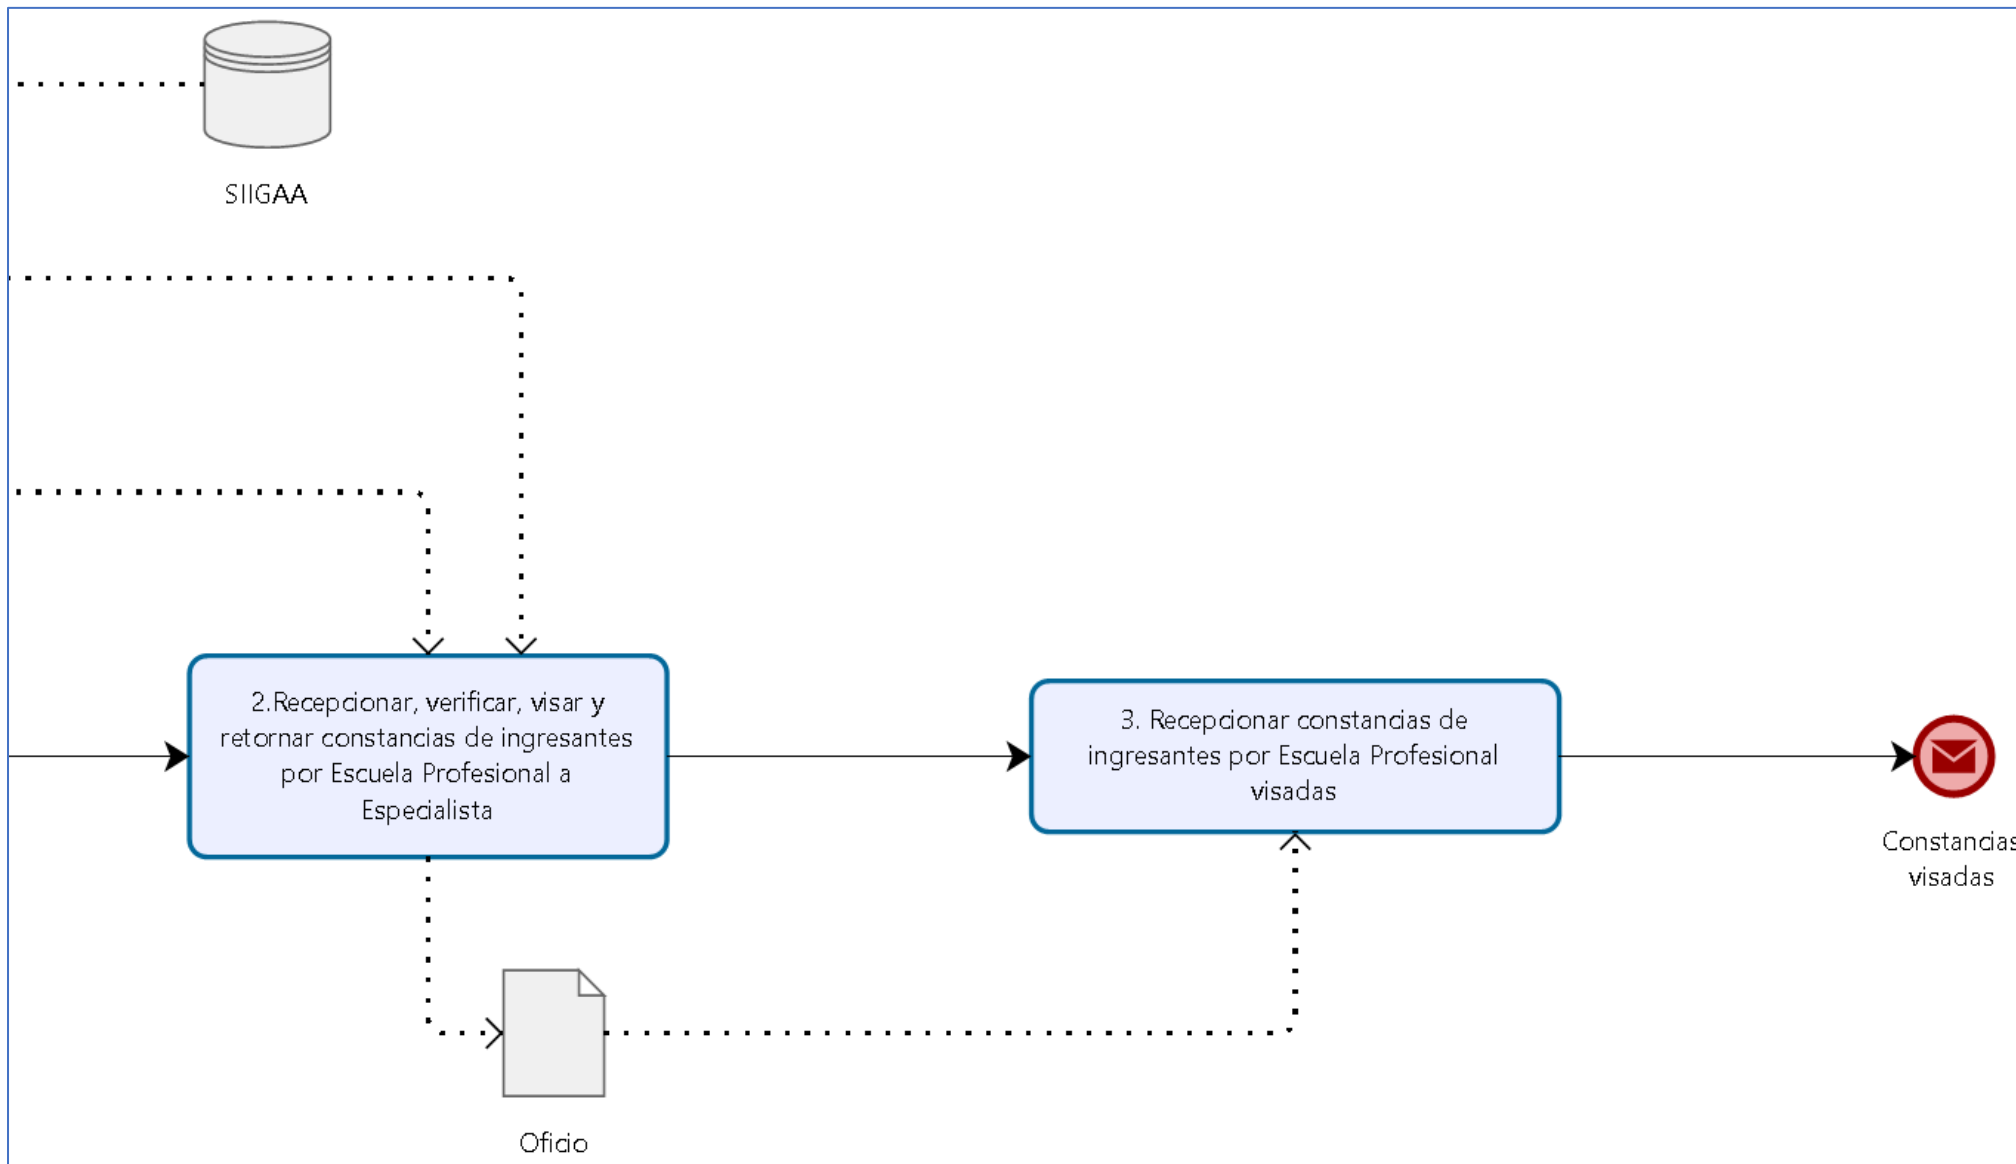 SIIGAA
2.Recepcionar, verificar, visar y
retornar constancias de ingresantes
por Escuela Profesional a
Especialista
3. Recepcionar constancias de
ingresantes por Escuela Profesional
visadas
Constancias
visadas
Oficio